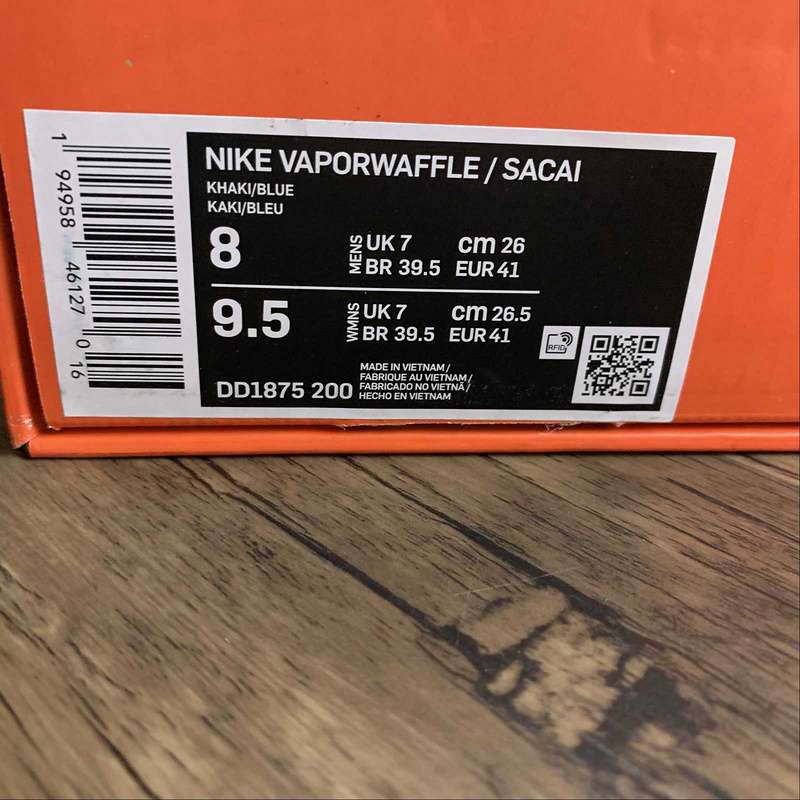 1 94958 46127 0 16
NIKE VAPORWAFFLE / SACAI
KHAKI/BLUE
KAKI/BLEU
8 MENS UK 7 cm 26
BR 39.5 EUR 41
9.5 WMNS UK 7 cm 26.5
BR 39.5 EUR 41
RFID
DD1875 200
MADE IN VIETNAM /
FABRIQUE AU VIETNAM /
FABRICADO NO VIETNÃ /
HECHO EN VIETNAM